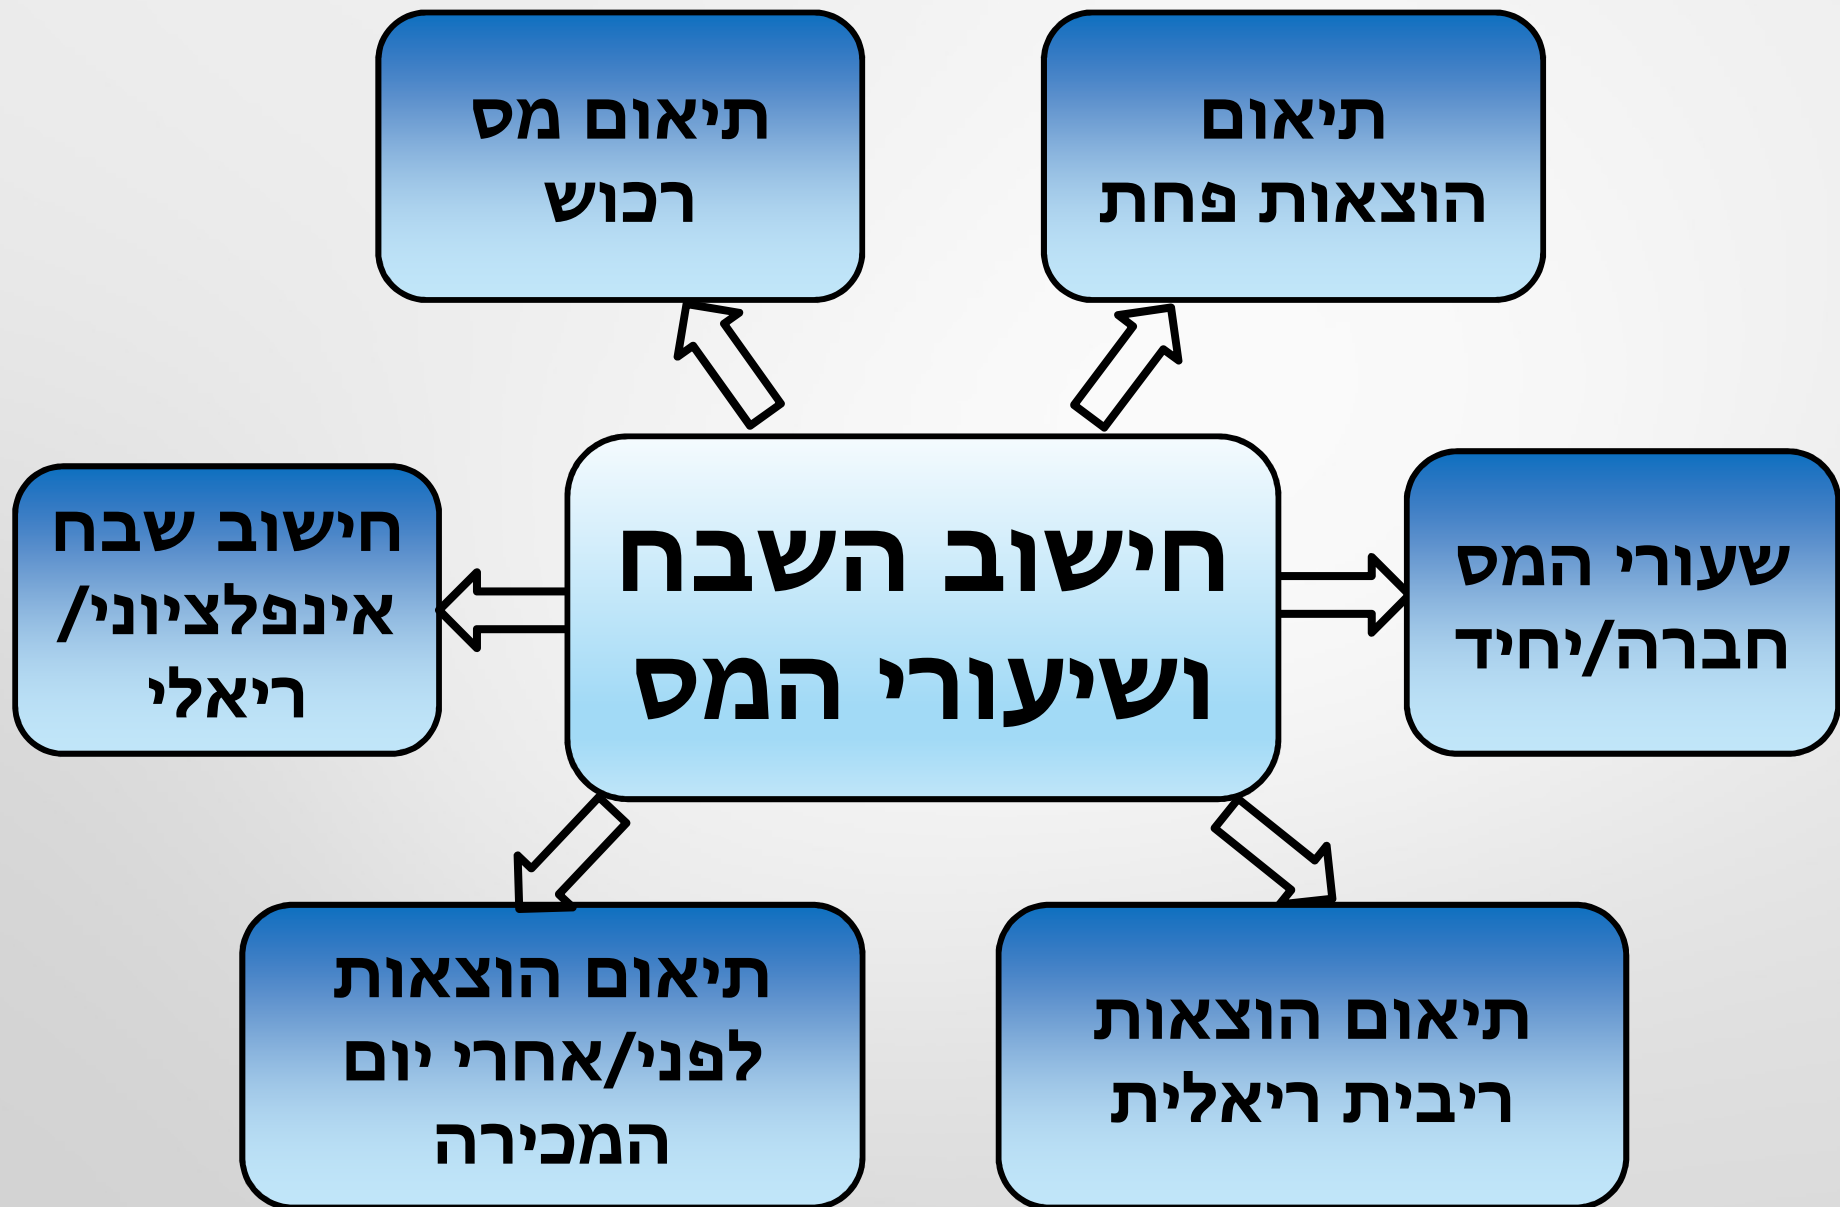 תיאום
הוצאות פחת
תיאום מס
רכוש
שעורי המס
חברה/יחיד
חישוב השבח
ושיעורי המס
חישוב שבח
אינפלציוני/
ריאלי
תיאום הוצאות
ריבית ריאלית
תיאום הוצאות
לפני/אחרי יום
המכירה